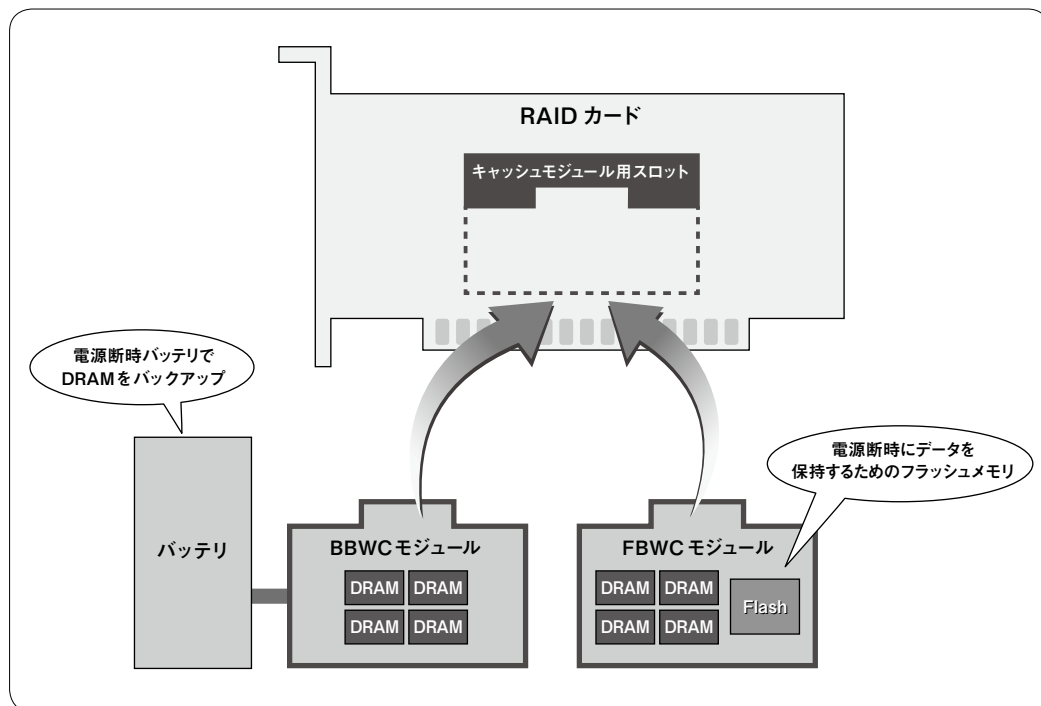 RAID カード
キャッシュモジュール用スロット
電源断時バッテリで
DRAMをバックアップ
電源断時にデータを
保持するためのフラッシュメモリ
バッテリ
BBWCモジュール
DRAM DRAM
DRAM DRAM
FBWCモジュール
DRAM DRAM
DRAM DRAM
Flash